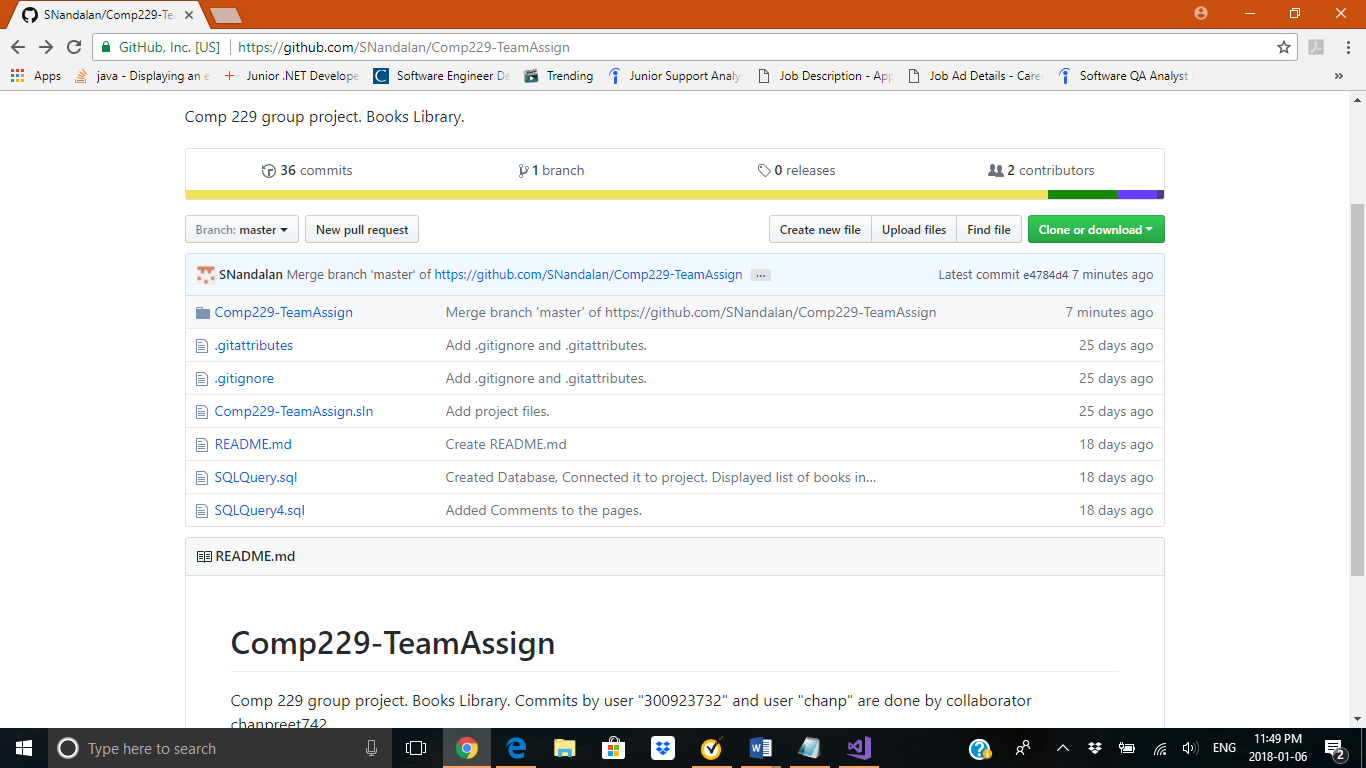 SNandalan/Comp229-Te
GitHub, Inc. [US] https://github.com/SNandalan/Comp229-TeamAssign
Apps java - Displaying an e Junior .NET Develope Software Engineer De Trending Junior Support Analy Job Description - App Job Ad Details - Care Software QA Analyst »
Comp 229 group project. Books Library.
36 commits 1 branch 0 releases 2 contributors
Branch: master New pull request Create new file Upload files Find file Clone or download
SNandalan Merge branch 'master' of https://github.com/SNandalan/Comp229-TeamAssign … Latest commit e4784d4 7 minutes ago
Comp229-TeamAssign Merge branch 'master' of https://github.com/SNandalan/Comp229-TeamAssign 7 minutes ago
.gitattributes Add .gitignore and .gitattributes. 25 days ago
.gitignore Add .gitignore and .gitattributes. 25 days ago
Comp229-TeamAssign.sln Add project files. 25 days ago
README.md Create README.md 18 days ago
SQLQuery.sql Created Database, Connected it to project. Displayed list of books in… 18 days ago
SQLQuery4.sql Added Comments to the pages. 18 days ago
README.md
Comp229-TeamAssign
Comp 229 group project. Books Library. Commits by user "300923732" and user "chanp" are done by collaborator
chanpreet742
Type here to search ENG 11:49 PM
2018-01-06 2